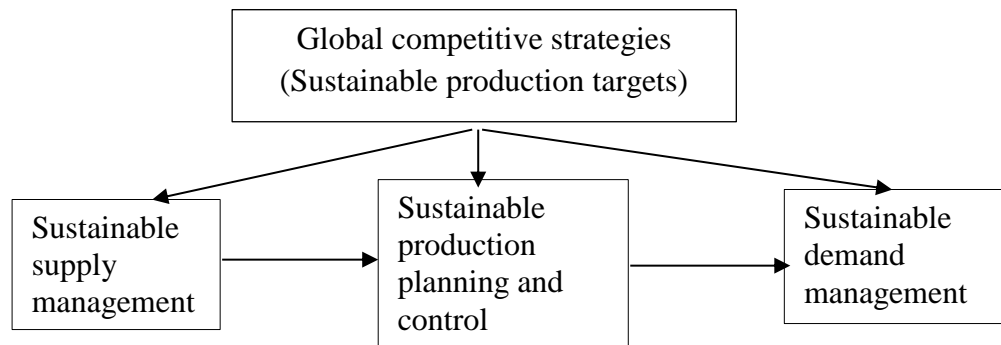 Global competitive strategies
(Sustainable production targets)
Sustainable
supply
management
Sustainable
production
planning and
control
Sustainable
demand
management